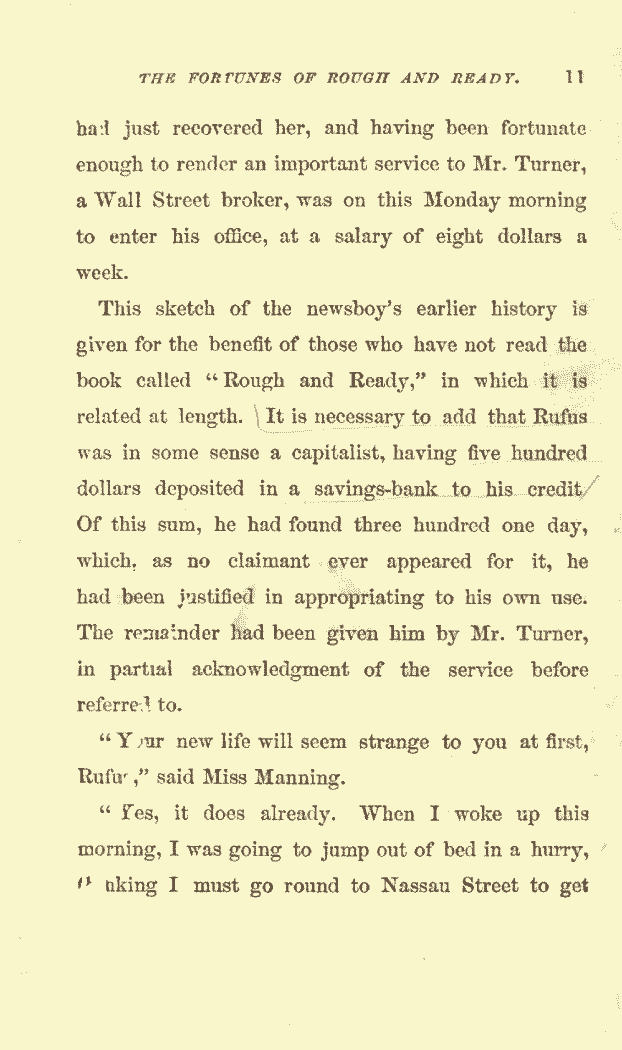 THE FORTUNES OF ROUGH AND READY. 11
had just recovered her, and having been fortunate
enough to render an important service to Mr. Turner,
a Wall Street broker, was on this Monday morning
to enter his office, at a salary of eight dollars a
week.
This sketch of the newsboy's earlier history is
given for the benefit of those who have not read the
book called "Rough and Ready," in which it is
related at length. It is necessary to add that Rufus
was in some sense a capitalist, having five hundred
dollars deposited in a savings-bank to his credit
Of this sum, he had found three hundred one day,
which, as no claimant ever appeared for it, he
had been justified in appropriating to his own use.
The remainder had been given him by Mr. Turner,
in partial acknowledgment of the service before
referred to.
"Your new life will seem strange to you at first,
Rufus," said Miss Manning.
"Yes, it does already. When I woke up this
morning, I was going to jump out of bed in a hurry,
thinking I must go round to Nassau Street to get